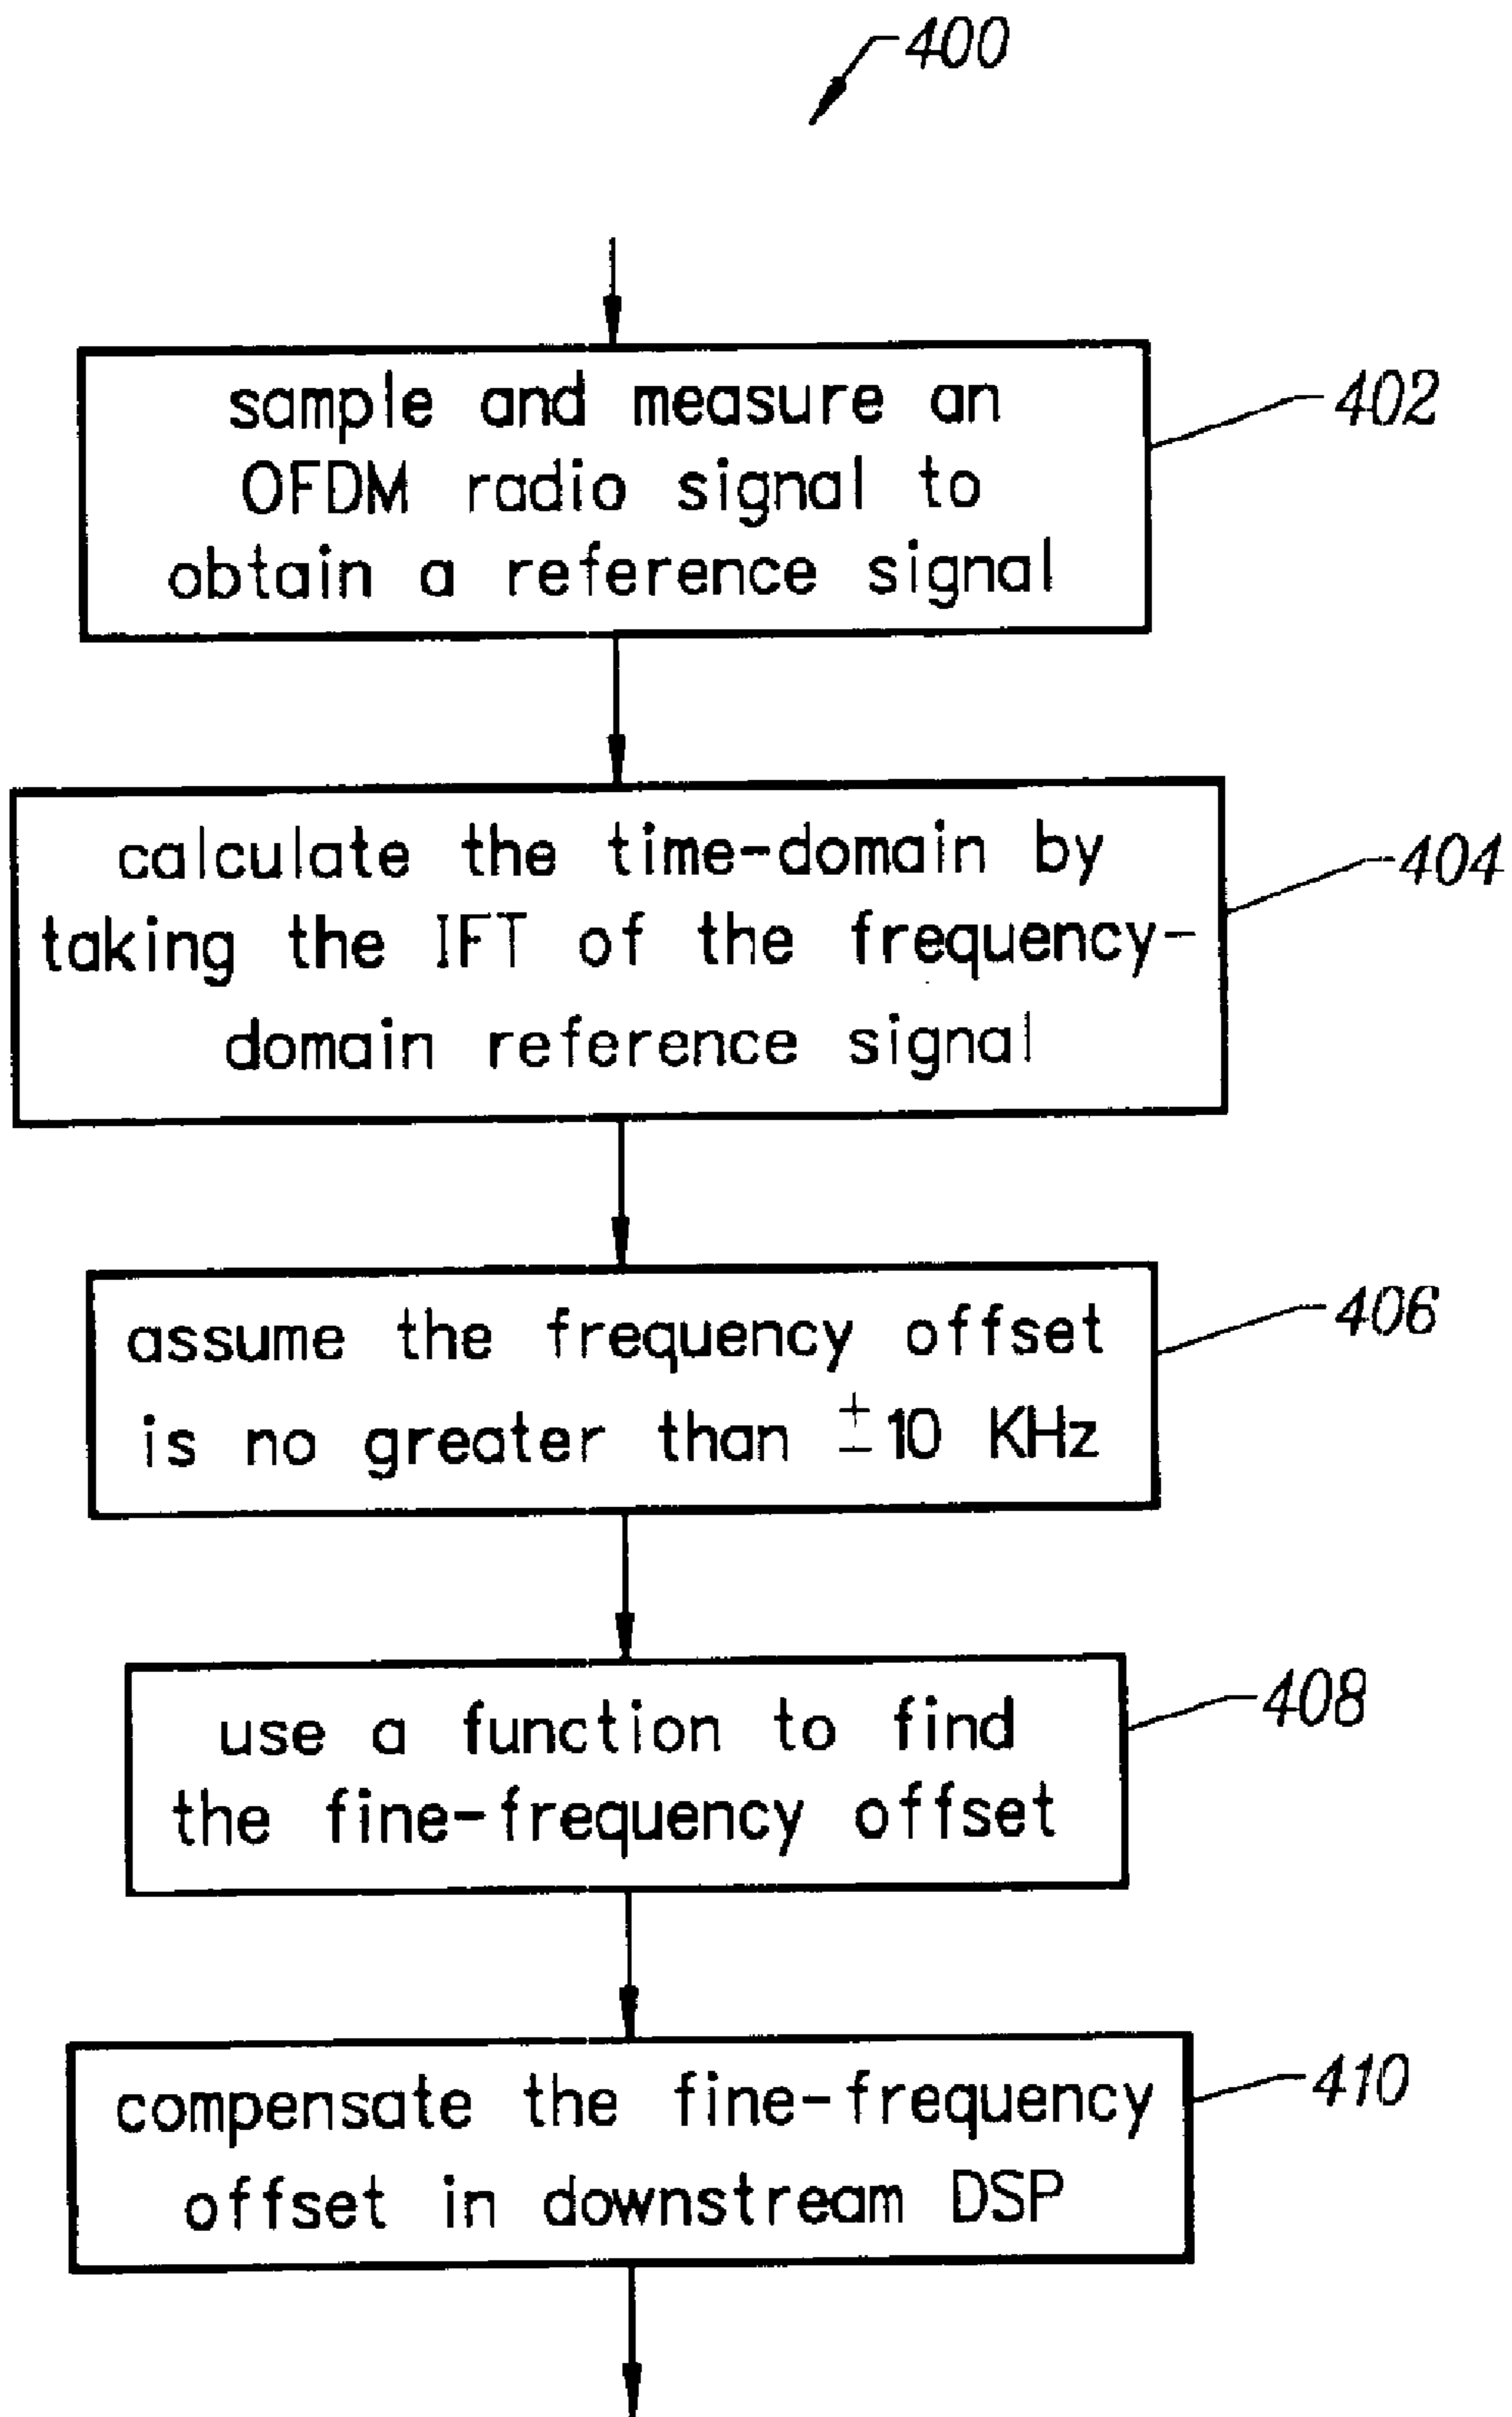 400
sample and measure an
OFDM radio signal to
obtain a reference signal
402
calculate the time-domain by
taking the IFT of the frequency-
domain reference signal
404
assume the frequency offset
is no greater than ±10 KHz
406
use a function to find
the fine-frequency offset
408
compensate the fine-frequency
offset in downstream DSP
410